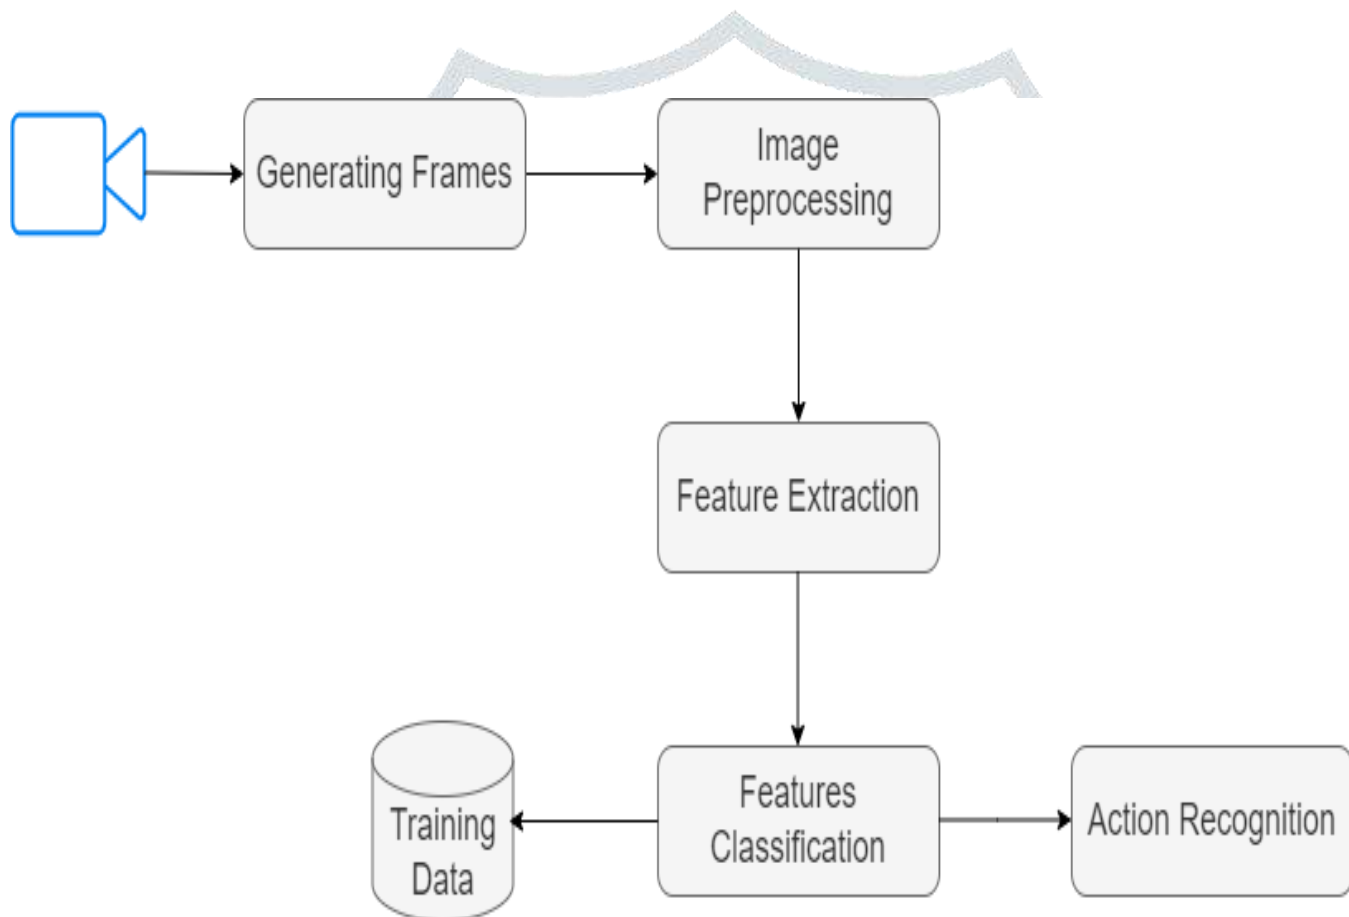 Generating Frames
Image
Preprocessing
Feature Extraction
Features
Classification
Training
Data
Action Recognition